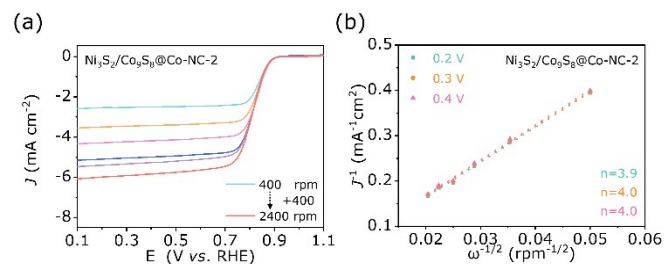 (a)
Ni₃S₂/Co₉S₈@Co-NC-2
J (mA cm⁻²)
0
-2
-4
-6
-8
400 rpm
+400
2400 rpm
0.1 0.3 0.5 0.7 0.9 1.1
E (V vs. RHE)
(b)
0.2 V
0.3 V
0.4 V
Ni₃S₂/Co₉S₈@Co-NC-2
J⁻¹ (mA⁻¹cm²)
0.5
0.4
0.3
0.2
0.1
n=3.9
n=4.0
n=4.0
0.02 0.03 0.04 0.05 0.06
ω⁻¹/² (rpm⁻¹/²)